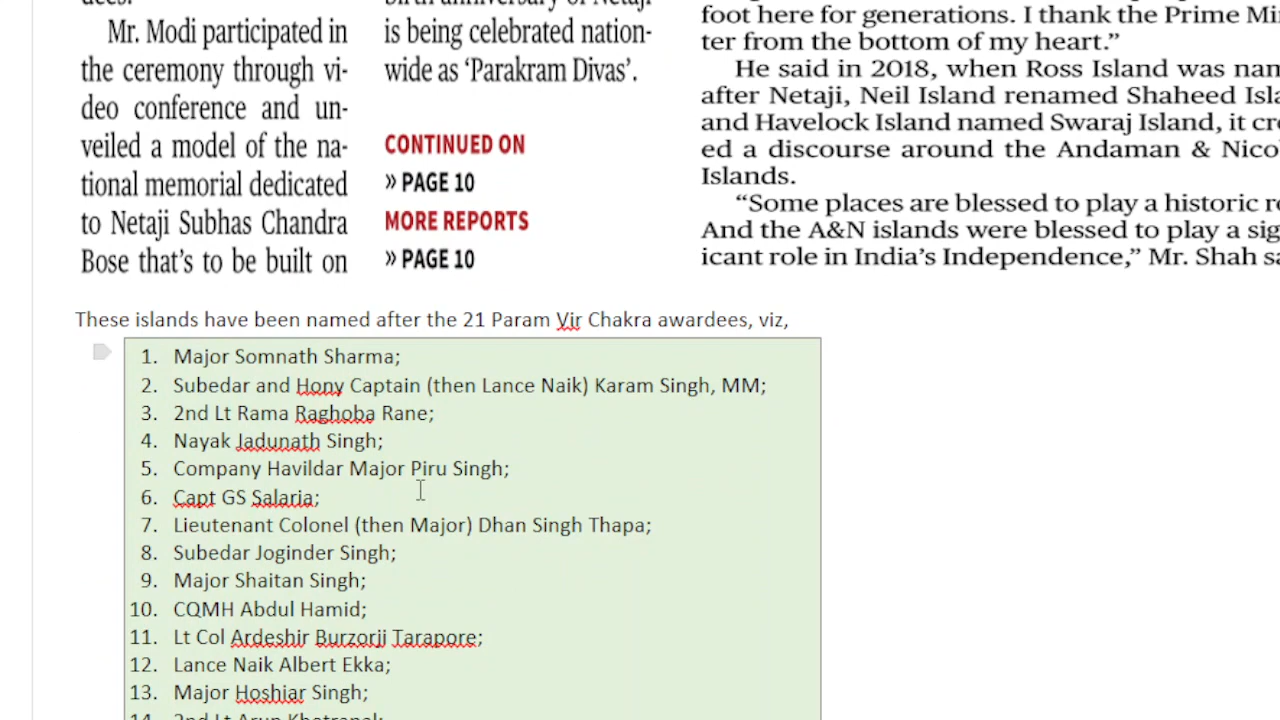 Mr. Modi participated in
the ceremony through vi-
deo conference and un-
veiled a model of the na-
tional memorial dedicated
to Netaji Subhas Chandra
Bose that's to be built on
is being celebrated nation-
wide as 'Parakram Divas'.
CONTINUED ON
» PAGE 10
MORE REPORTS
» PAGE 10
foot here for generations. I thank the Prime
ter from the bottom of my heart."
He said in 2018, when Ross Island was
after Netaji, Neil Island renamed Shaheed
and Havelock Island named Swaraj Island, it
ed a discourse around the Andaman &
Islands.
"Some places are blessed to play a historic
And the A&N islands were blessed to play a
icant role in India's Independence," Mr. Shah
These islands have been named after the 21 Param Vir Chakra awardees, viz,
1. Major Somnath Sharma;
2. Subedar and Hony Captain (then Lance Naik) Karam Singh, MM;
3. 2nd Lt Rama Raghoba Rane;
4. Nayak Jadunath Singh;
5. Company Havildar Major Piru Singh;
6. Capt GS Salaria;
7. Lieutenant Colonel (then Major) Dhan Singh Thapa;
8. Subedar Joginder Singh;
9. Major Shaitan Singh;
10. CQMH Abdul Hamid;
11. Lt Col Ardeshir Burzorji Tarapore;
12. Lance Naik Albert Ekka;
13. Major Hoshiar Singh;
14. 2nd Lt Arun Khetrapal;